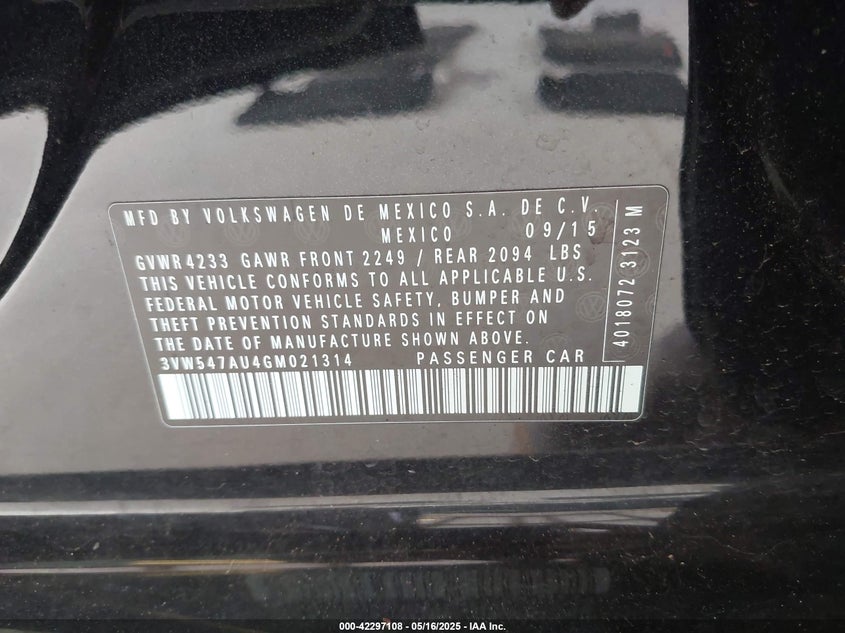 MFD BY VOLKSWAGEN DE MEXICO S.A. DE C.V.
MEXICO 09/15
GVWR 4233 GAWR FRONT 2249 / REAR 2094 LBS
THIS VEHICLE CONFORMS TO ALL APPLICABLE U.S.
FEDERAL MOTOR VEHICLE SAFETY, BUMPER AND
THEFT PREVENTION STANDARDS IN EFFECT ON
THE DATE OF MANUFACTURE SHOWN ABOVE.
3VW547AU4GM021314 PASSENGER CAR
4018072 3123 M
000-42297108 - 05/16/2025 - IAA Inc.